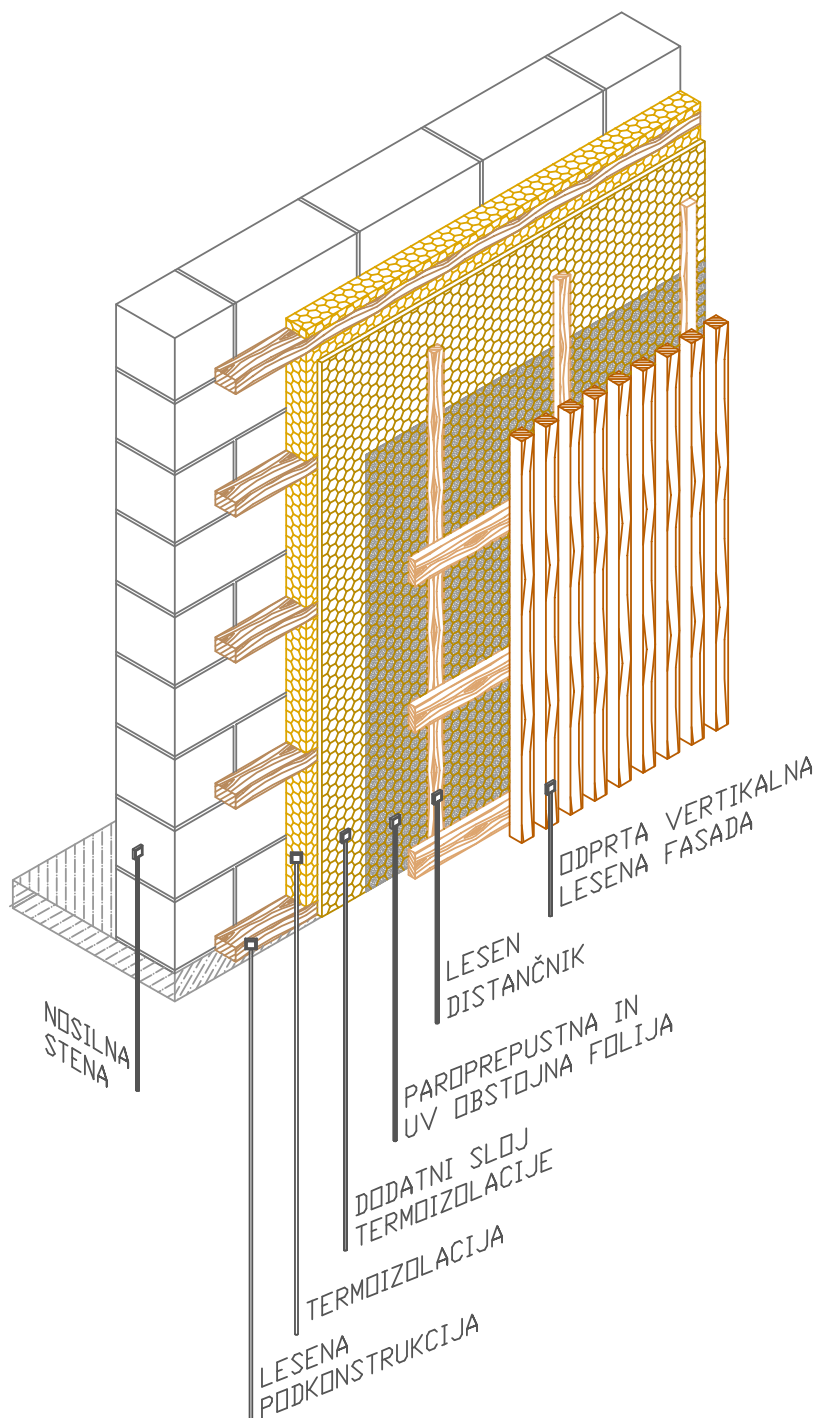 ODPRTA VERTIKALNA
LESENA FASADA
LESEN
DISTANČNIK
NOSILNA
STENA
PAROPREPUSTNA IN
UV OBSTOJNA FOLIJA
DODATNI SLOJ
TERMOIZOLACIJE
TERMOIZOLACIJA
LESENA
PODKONSTRUKCIJA